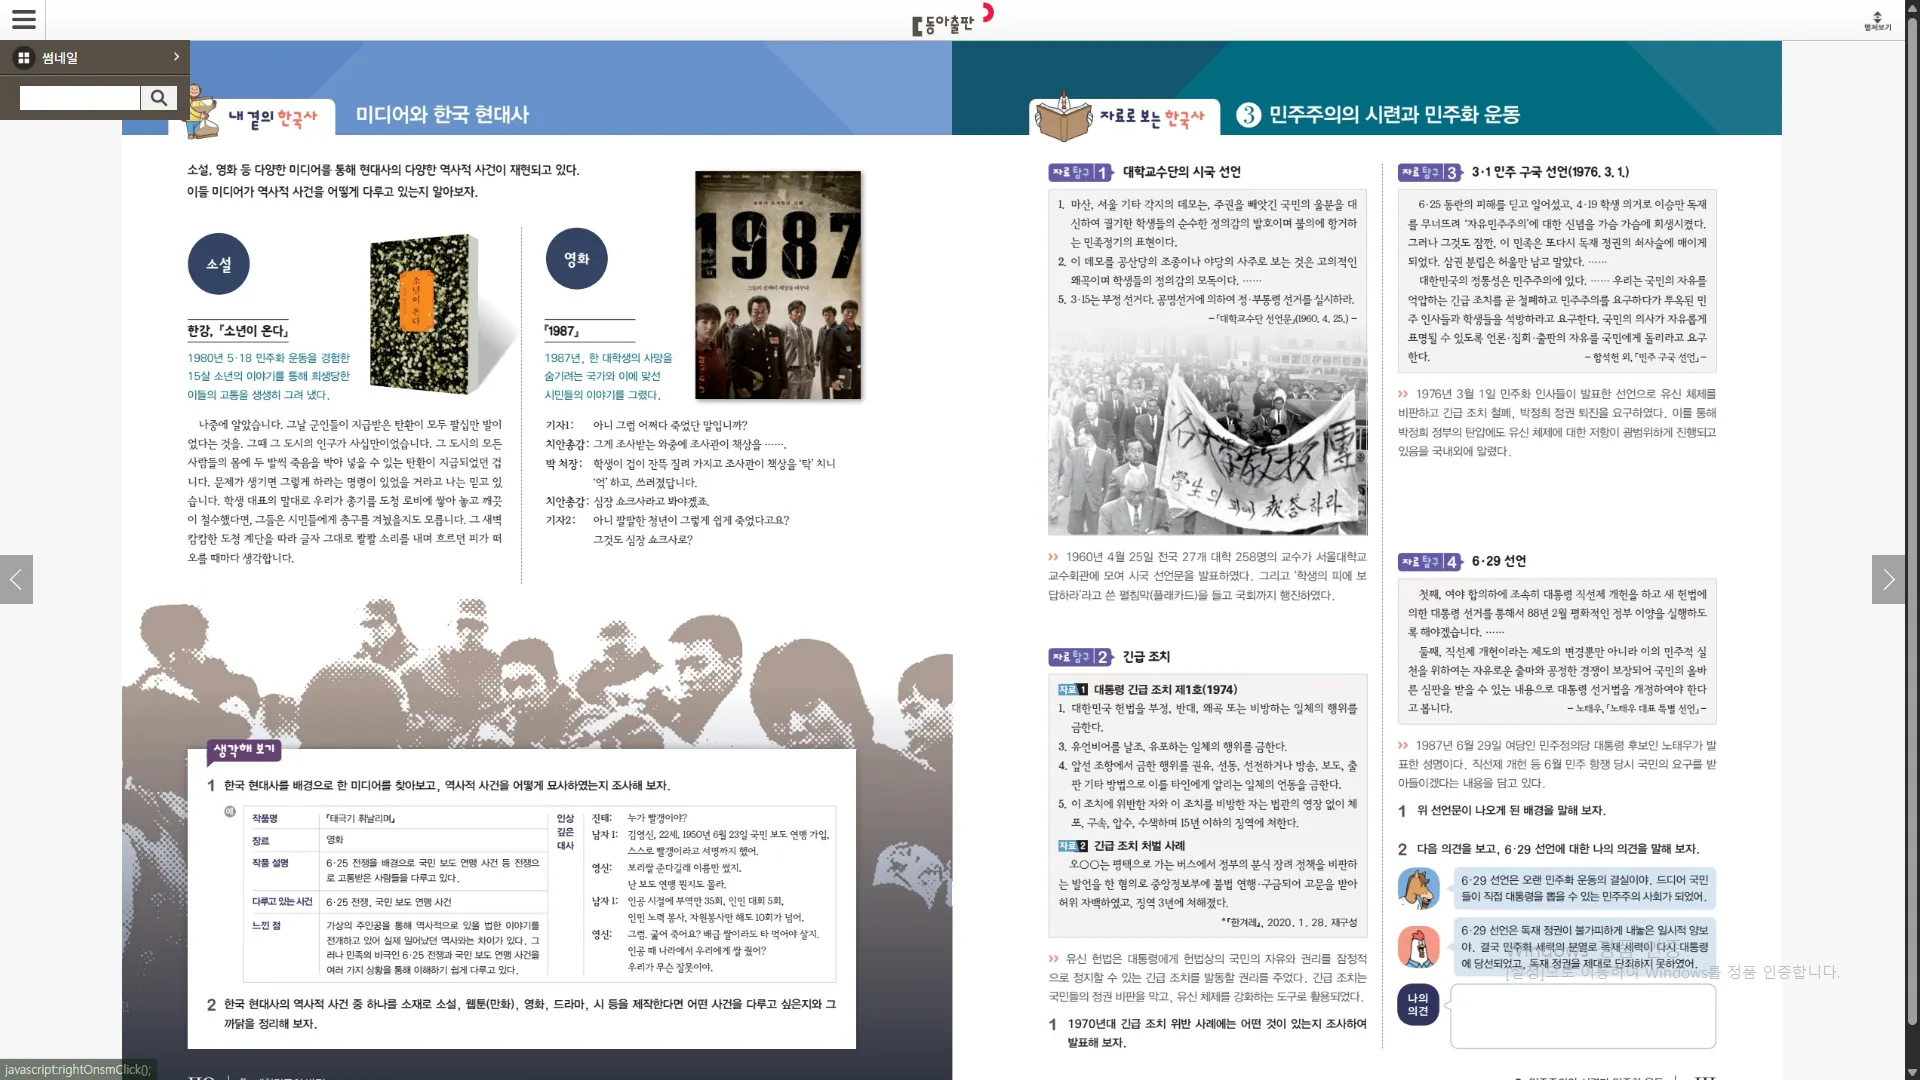 동아출판
펼쳐보기
썸네일
내 곁의 한국사
미디어와 한국 현대사
소설, 영화 등 다양한 미디어를 통해 현대사의 다양한 역사적 사건이 재현되고 있다.
이들 미디어가 역사적 사건을 어떻게 다루고 있는지 알아보자.
소설
소년이 온다
한강, 『소년이 온다』
1980년 5·18 민주화 운동을 경험한
15살 소년의 이야기를 통해 희생당한
이들의 고통을 생생히 그려 냈다.
나중에 알았습니다. 그날 군인들이 지급받은 탄환이 모두 팔십만 발이
었다는 것을. 그때 그 도시의 인구가 사십만이었습니다. 그 도시의 모든
사람들의 몸에 두 발씩 죽음을 박아 넣을 수 있는 탄환이 지급되었던 겁
니다. 문제가 생기면 그렇게 하라는 명령이 있었을 거라고 나는 믿고 있
습니다. 학생 대표의 말대로 우리가 총기를 도청 로비에 쌓아 놓고 깨끗
이 철수했다면, 그들은 시민들에게 총구를 겨눴을지도 모릅니다. 그 새벽
캄캄한 도청 계단을 따라 글자 그대로 콸콸 소리를 내며 흐르던 피가 떠
오를 때마다 생각합니다.
영화
1987
『1987』
1987년, 한 대학생의 사망을
숨기려는 국가와 이에 맞선
시민들의 이야기를 그렸다.
기자1: 아니 그럼 어쩌다 죽었단 말입니까?
치안총감: 그게 조사받는 와중에 조사관이 책상을 …….
박 처장: 학생이 겁이 잔뜩 질려 가지고 조사관이 책상을 ‘탁’ 치니
‘억’ 하고, 쓰러졌답니다.
치안총감: 심장 쇼크사라고 봐야겠죠.
기자2: 아니 팔팔한 청년이 그렇게 쉽게 죽었다고요?
그것도 심장 쇼크사로?
생각해 보기
1 한국 현대사를 배경으로 한 미디어를 찾아보고, 역사적 사건을 어떻게 묘사하였는지 조사해 보자.
예
작품명 『태극기 휘날리며』
장르 영화
작품 설명 6·25 전쟁을 배경으로 국민 보도 연맹 사건 등 전쟁으
로 고통받은 사람들을 다루고 있다.
다루고 있는 사건 6·25 전쟁, 국민 보도 연맹 사건
느낀 점 가상의 주인공을 통해 역사적으로 있을 법한 이야기를
전개하고 있어 실제 일어났던 역사와는 차이가 있다. 그
러나 민족의 비극인 6·25 전쟁과 국민 보도 연맹 사건을
여러 가지 상황을 통해 이해하기 쉽게 다루고 있다.
인상
깊은
대사
진태: 누가 빨갱이야?
남자 1: 김영신, 22세, 1950년 6월 23일 국민 보도 연맹 가입,
스스로 빨갱이라고 서명까지 했어.
영신: 보리쌀 준다길래 이름만 썼지.
난 보도 연맹 뭔지도 몰라.
남자 1: 인공 시절에 부역만 35회, 인민 대회 5회,
인민 노력 봉사, 자원봉사만 해도 10회가 넘어.
영신: 그럼. 굶어 죽어요? 배급 쌀이라도 타 먹어야 살지.
인공 때 나라에서 우리에게 쌀 줬어?
우리가 무슨 잘못이야.
2 한국 현대사의 역사적 사건 중 하나를 소재로 소설, 웹툰(만화), 영화, 드라마, 시 등을 제작한다면 어떤 사건을 다루고 싶은지와 그
까닭을 정리해 보자.
자료로 보는 한국사
3 민주주의의 시련과 민주화 운동
자료 탐구 1 대학교수단의 시국 선언
1. 마산, 서울 기타 각지의 데모는, 주권을 빼앗긴 국민의 울분을 대
신하여 궐기한 학생들의 순수한 정의감의 발호이며 불의에 항거하
는 민족정기의 표현이다.
2. 이 데모를 공산당의 조종이나 야당의 사주로 보는 것은 고의적인
왜곡이며 학생들의 정의감의 모독이다. ……
5. 3·15는 부정 선거다. 공명선거에 의하여 정·부통령 선거를 실시하라.
– 「대학교수단 선언문」(1960. 4. 25.) –
各大學敎授團
學生의 피에 報答하라
1960년 4월 25일 전국 27개 대학 258명의 교수가 서울대학교
교수회관에 모여 시국 선언문을 발표하였다. 그리고 ‘학생의 피에 보
답하라’라고 쓴 펼침막(플래카드)을 들고 국회까지 행진하였다.
자료 탐구 2 긴급 조치
자료 1 대통령 긴급 조치 제1호(1974)
1. 대한민국 헌법을 부정, 반대, 왜곡 또는 비방하는 일체의 행위를
금한다.
3. 유언비어를 날조, 유포하는 일체의 행위를 금한다.
4. 앞선 조항에서 금한 행위를 권유, 선동, 선전하거나 방송, 보도, 출
판 기타 방법으로 이를 타인에게 알리는 일체의 언동을 금한다.
5. 이 조치에 위반한 자와 이 조치를 비방한 자는 법관의 영장 없이 체
포, 구속, 압수, 수색하며 15년 이하의 징역에 처한다.
자료 2 긴급 조치 처벌 사례
오○○는 평택으로 가는 버스에서 정부의 분식 장려 정책을 비판하
는 발언을 한 혐의로 중앙정보부에 불법 연행·구금되어 고문을 받아
허위 자백하였고, 징역 3년에 처해졌다.
*『한겨레』, 2020. 1. 28. 재구성
유신 헌법은 대통령에게 헌법상의 국민의 자유와 권리를 잠정적
으로 정지할 수 있는 긴급 조치를 발동할 권리를 주었다. 긴급 조치는
국민들의 정권 비판을 막고, 유신 체제를 강화하는 도구로 활용되었다.
1 1970년대 긴급 조치 위반 사례에는 어떤 것이 있는지 조사하여
발표해 보자.
자료 탐구 3 3·1 민주 구국 선언(1976. 3. 1.)
6·25 동란의 피해를 딛고 일어섰고, 4·19 학생 의거로 이승만 독재
를 무너뜨려 ‘자유민주주의’에 대한 신념을 가슴 가슴에 회생시켰다.
그러나 그것도 잠깐, 이 민족은 또다시 독재 정권의 쇠사슬에 매이게
되었다. 삼권 분립은 허울만 남고 말았다. ……
대한민국의 정통성은 민주주의에 있다. …… 우리는 국민의 자유를
억압하는 긴급 조치를 곧 철폐하고 민주주의를 요구하다가 투옥된 민
주 인사들과 학생들을 석방하라고 요구한다. 국민의 의사가 자유롭게
표명될 수 있도록 언론·집회·출판의 자유를 국민에게 돌리라고 요구
한다. – 함석헌 외, 「민주 구국 선언」 –
1976년 3월 1일 민주화 인사들이 발표한 선언으로 유신 체제를
비판하고 긴급 조치 철폐, 박정희 정권 퇴진을 요구하였다. 이를 통해
박정희 정부의 탄압에도 유신 체제에 대한 저항이 광범위하게 진행되고
있음을 국내외에 알렸다.
자료 탐구 4 6·29 선언
첫째, 여야 합의하에 조속히 대통령 직선제 개헌을 하고 새 헌법에
의한 대통령 선거를 통해서 88년 2월 평화적인 정부 이양을 실행하도
록 해야겠습니다. ……
둘째, 직선제 개헌이라는 제도의 변경뿐만 아니라 이의 민주적 실
천을 위하여는 자유로운 출마와 공정한 경쟁이 보장되어 국민의 올바
른 심판을 받을 수 있는 내용으로 대통령 선거법을 개정하여야 한다
고 봅니다. – 노태우, 「노태우 대표 특별 선언」 –
1987년 6월 29일 여당인 민주정의당 대통령 후보인 노태우가 발
표한 성명이다. 직선제 개헌 등 6월 민주 항쟁 당시 국민의 요구를 받
아들이겠다는 내용을 담고 있다.
1 위 선언문이 나오게 된 배경을 말해 보자.
2 다음 의견을 보고, 6·29 선언에 대한 나의 의견을 말해 보자.
6·29 선언은 오랜 민주화 운동의 결실이야. 드디어 국민
들이 직접 대통령을 뽑을 수 있는 민주주의 사회가 되었어.
6·29 선언은 독재 정권이 불가피하게 내놓은 일시적 양보
야. 결국 민주화 세력의 분열로 독재 세력이 다시 대통령
에 당선되었고, 독재 정권을 제대로 단죄하지 못하였어.
나의
의견
Windows 정품 인증
[설정]으로 이동하여 Windows를 정품 인증합니다.
javascript:rightOnsmClick();